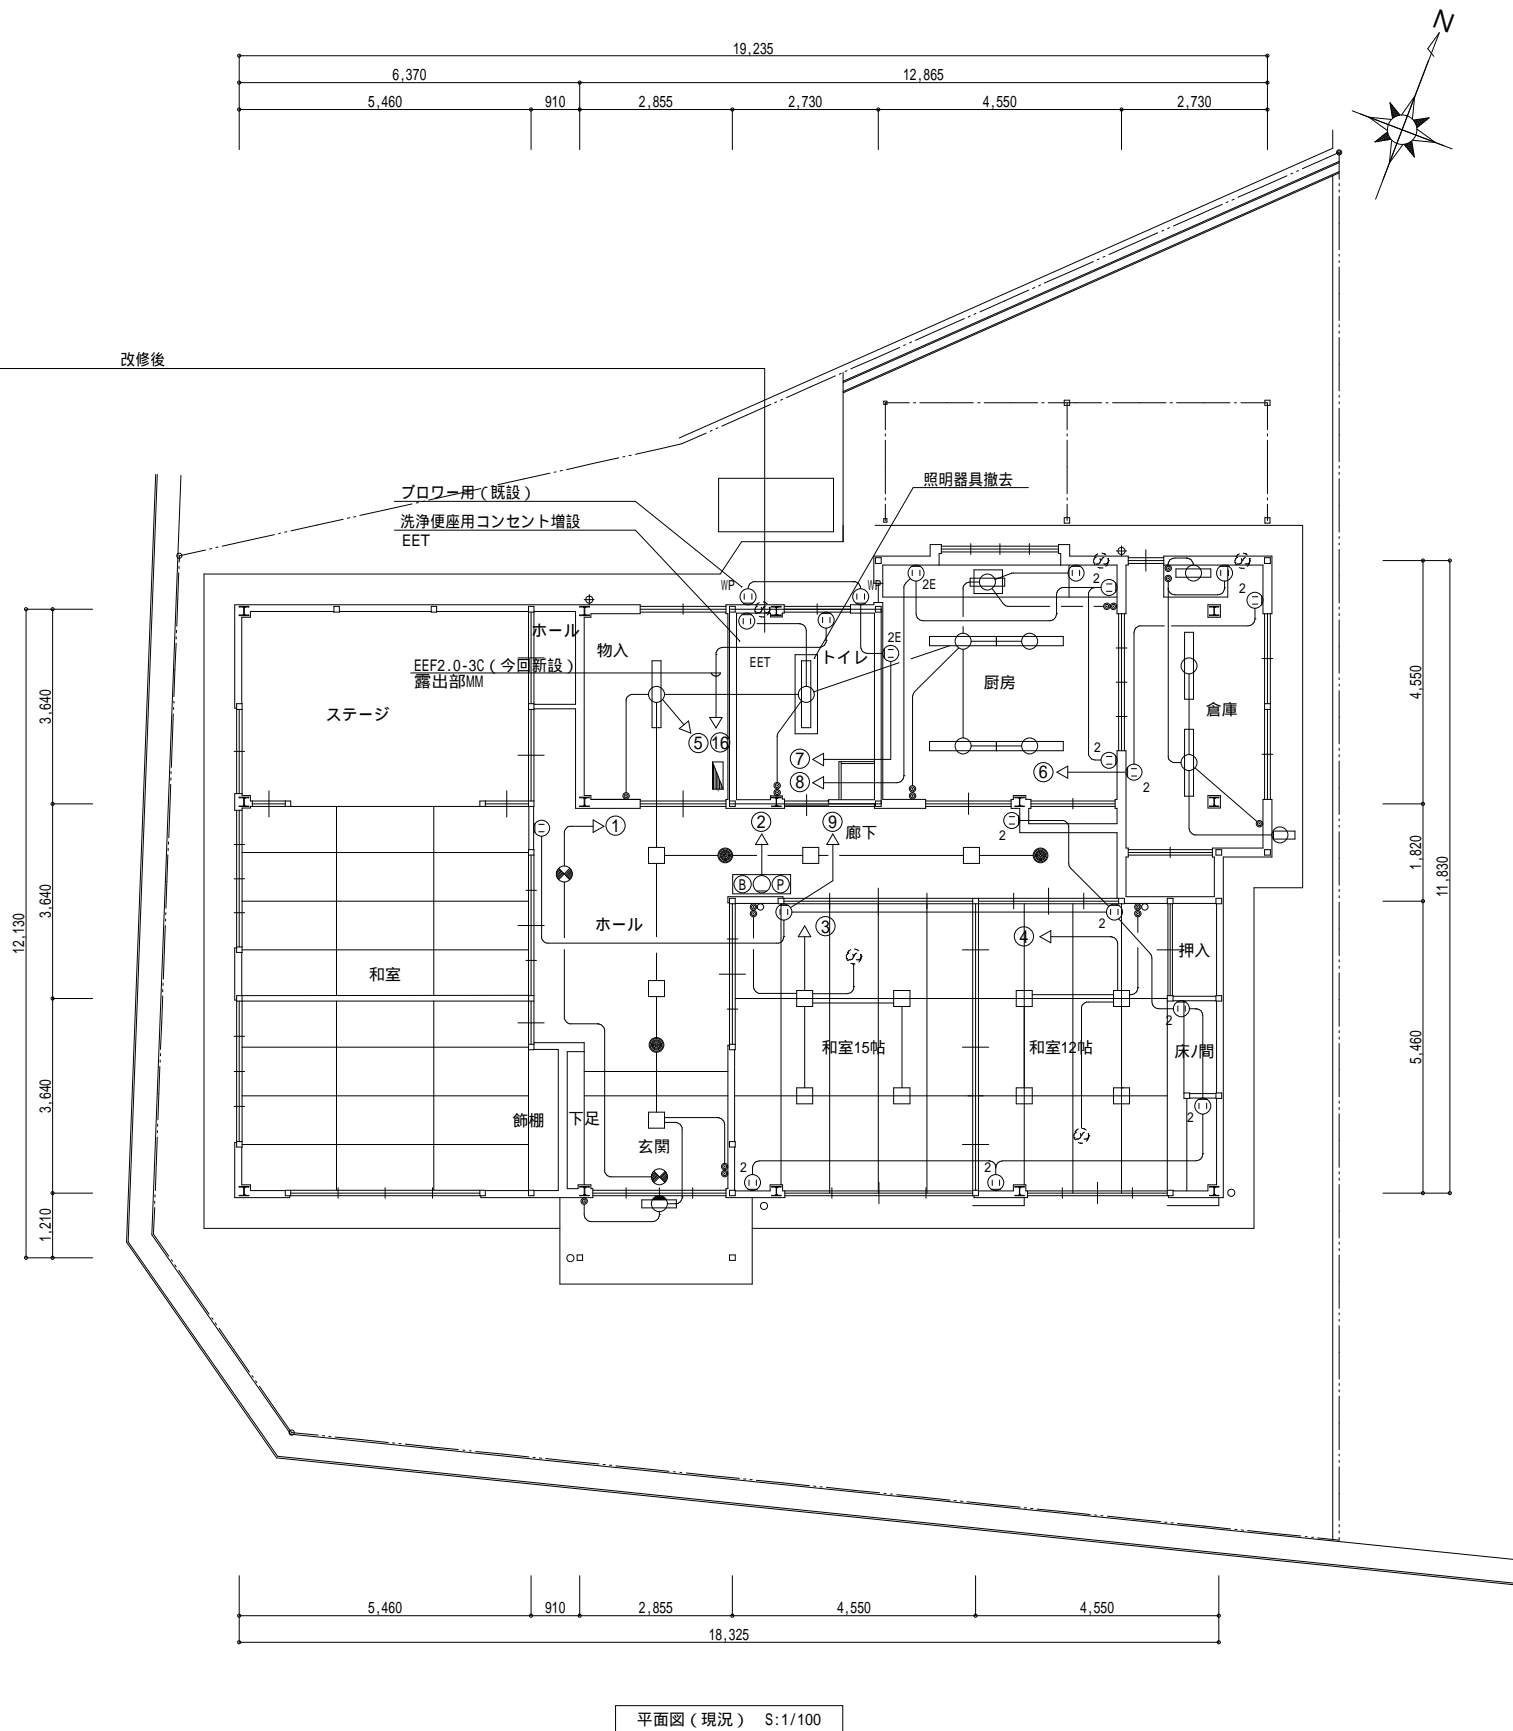 N
19,235
6,370 12,865
5,460 910 2,855 2,730 4,550 2,730
改修後
ブロワー用（既設）
照明器具撤去
洗浄便座用コンセント増設
EET
WP WP 2E 2 2
ホール
物入
2E
EET
トイレ
厨房
EEF2.0-3C（今回新設）
露出部MM
ステージ
倉庫
5 16
7
8
2
6
2
1 2 9 廊下 2
B P
ホール
3 4 2
押入
和室
2
和室15帖 和室12帖 床ノ間
飾棚 下足
玄関
2
2 2
3,640
3,640
3,640
1,210
12,130
4,550
1,820
5,460
11,830
5,460 910 2,855 4,550 4,550
18,325
平面図（現況） S:1/100